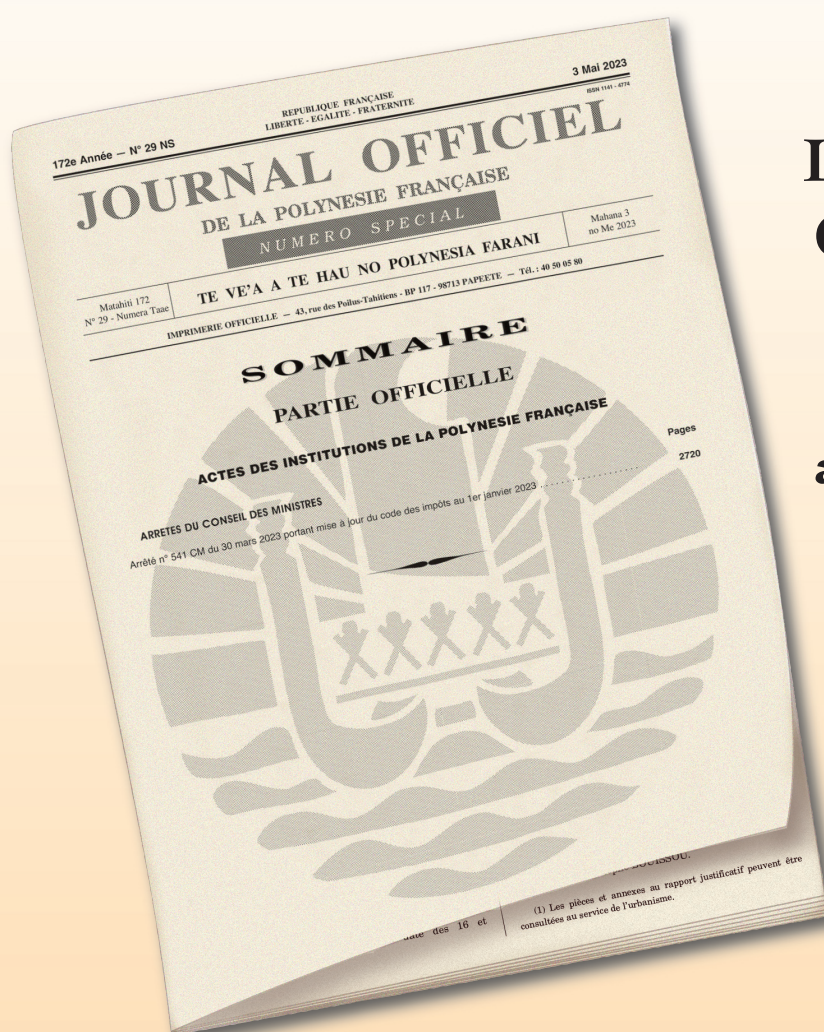 3 Mai 2023
ISSN 1141 - 4774
REPUBLIQUE FRANÇAISE
LIBERTE - EGALITE - FRATERNITE
172e Année — N° 29 NS
JOURNAL OFFICIEL
DE LA POLYNESIE FRANÇAISE
NUMERO SPECIAL
Matahiti 172
N° 29 - Numera Taae
TE VE'A A TE HAU NO POLYNESIA FARANI
Mahana 3
no Me 2023
IMPRIMERIE OFFICIELLE — 43, rue des Poilus-Tahitiens - BP 117 - 98713 PAPEETE — Tél. : 40 50 05 80
SOMMAIRE
PARTIE OFFICIELLE
ACTES DES INSTITUTIONS DE LA POLYNESIE FRANÇAISE
Pages
ARRETES DU CONSEIL DES MINISTRES
Arrêté n° 541 CM du 30 mars 2023 portant mise à jour du code des impôts au 1er janvier 2023 .................... 2720
date des 16 et
(1) Les pièces et annexes au rapport justificatif peuvent être
consultées au service de l'urbanisme.